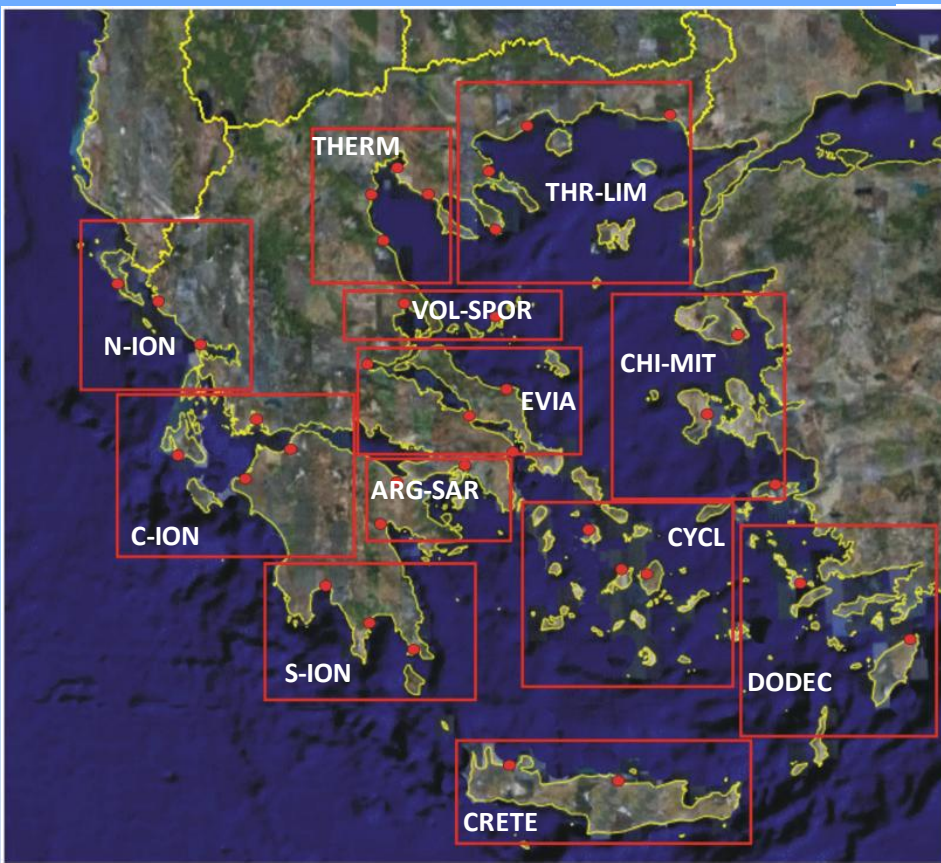 THERM
THR-LIM
VOL-SPOR
N-ION
CHI-MIT
EVIA
ARG-SAR
C-ION
CYCL
S-ION
DODEC
CRETE